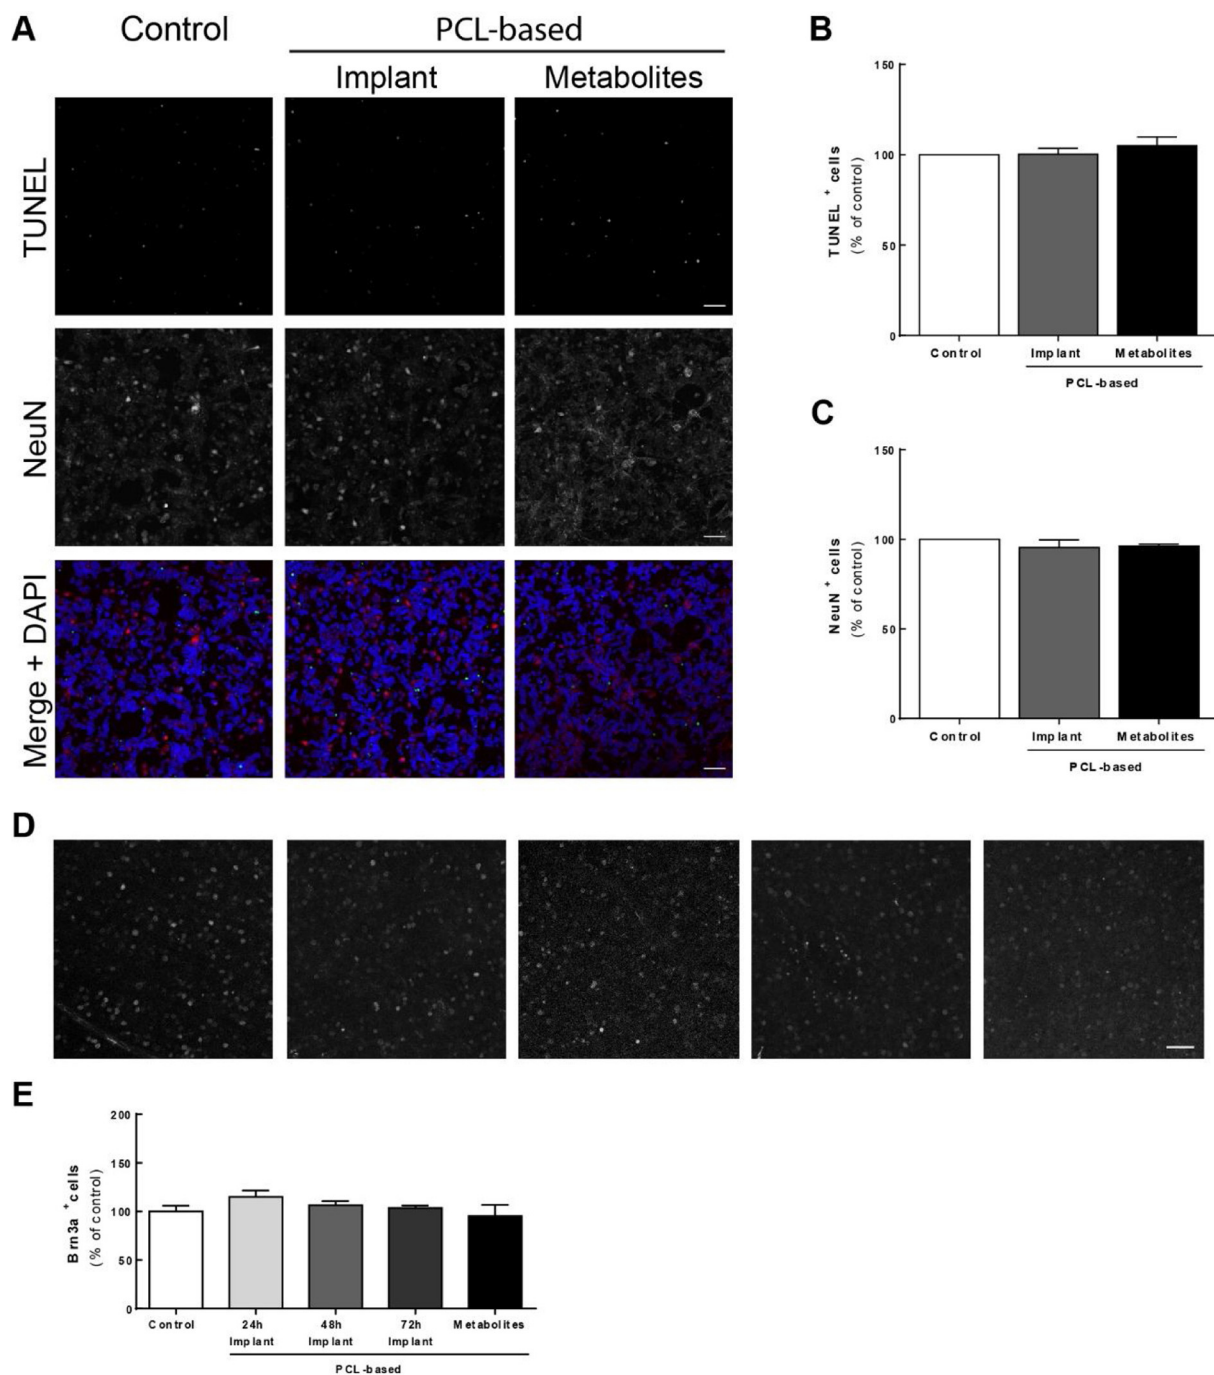 A
Control
PCL-based
Implant
Metabolites
TUNEL
NeuN
Merge + DAPI
B
150
100
50
0
TUNEL + cells
(% of control)
Control
Implant
Metabolites
PCL-based
C
150
100
50
0
NeuN + cells
(% of control)
Control
Implant
Metabolites
PCL-based
D
E
200
150
100
50
0
Brn3a + cells
(% of control)
Control
24h
Implant
48h
Implant
72h
Implant
Metabolites
PCL-based